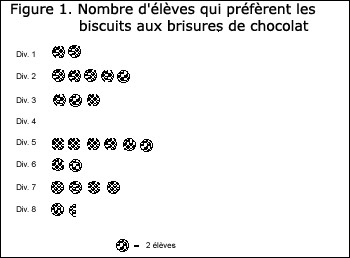 Figure 1. Nombre d'élèves qui préfèrent les
biscuits aux brisures de chocolat
Div. 1
Div. 2
Div. 3
Div. 4
Div. 5
Div. 6
Div. 7
Div. 8
= 2 élèves